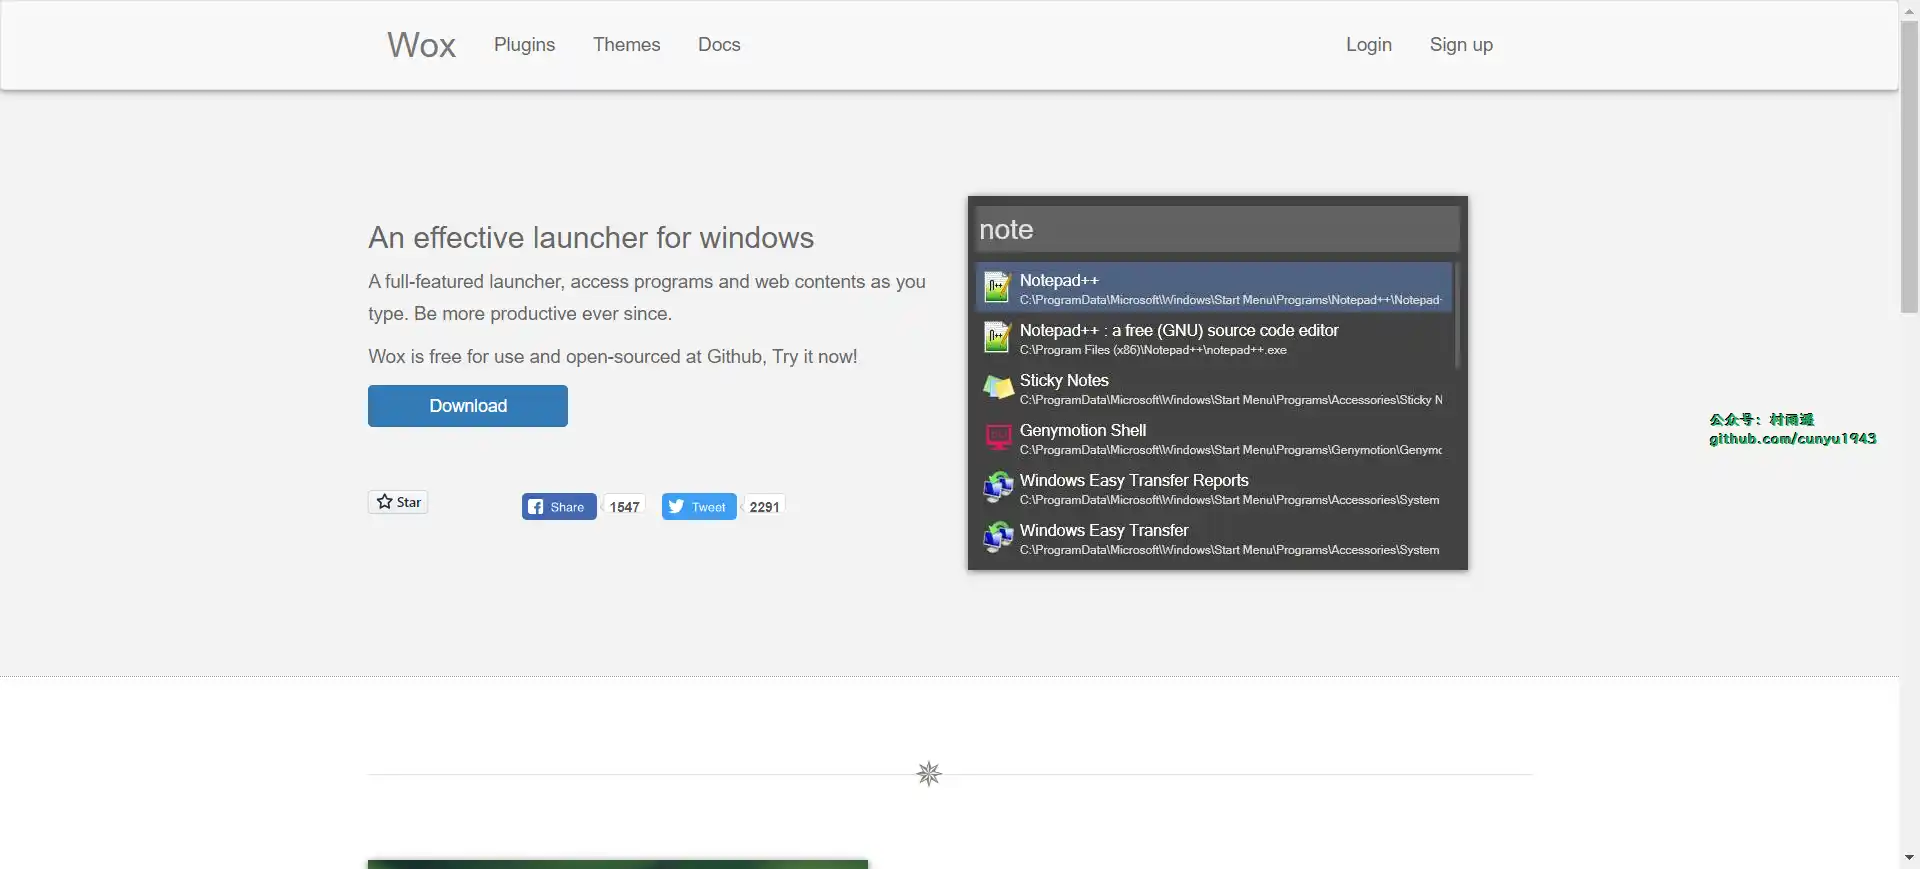 Wox Plugins Themes Docs Login Sign up
An effective launcher for windows
A full-featured launcher, access programs and web contents as you
type. Be more productive ever since.
Wox is free for use and open-sourced at Github, Try it now!
Download
Star Share 1547 Tweet 2291
note
Notepad++
C:\ProgramData\Microsoft\Windows\Start Menu\Programs\Notepad++\Notepad-
Notepad++ : a free (GNU) source code editor
C:\Program Files (x86)\Notepad++\notepad++.exe
Sticky Notes
C:\ProgramData\Microsoft\Windows\Start Menu\Programs\Accessories\Sticky N
Genymotion Shell
C:\ProgramData\Microsoft\Windows\Start Menu\Programs\Genymotion\Genymo
Windows Easy Transfer Reports
C:\ProgramData\Microsoft\Windows\Start Menu\Programs\Accessories\System
Windows Easy Transfer
C:\ProgramData\Microsoft\Windows\Start Menu\Programs\Accessories\System
公众号：村雨遥
github.com/cunyu1943